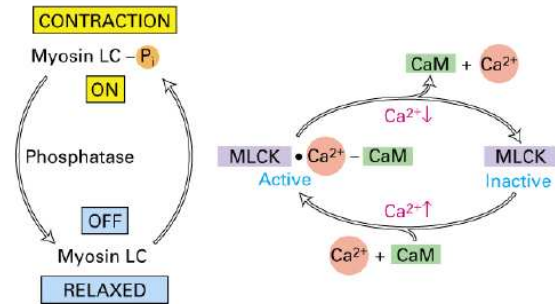 CONTRACTION
Myosin LC – Pi
ON
Phosphatase
OFF
Myosin LC
RELAXED
CaM + Ca2+
Ca2+↓
MLCK • Ca2+ – CaM
Active
MLCK
Inactive
Ca2+↑
Ca2+ + CaM